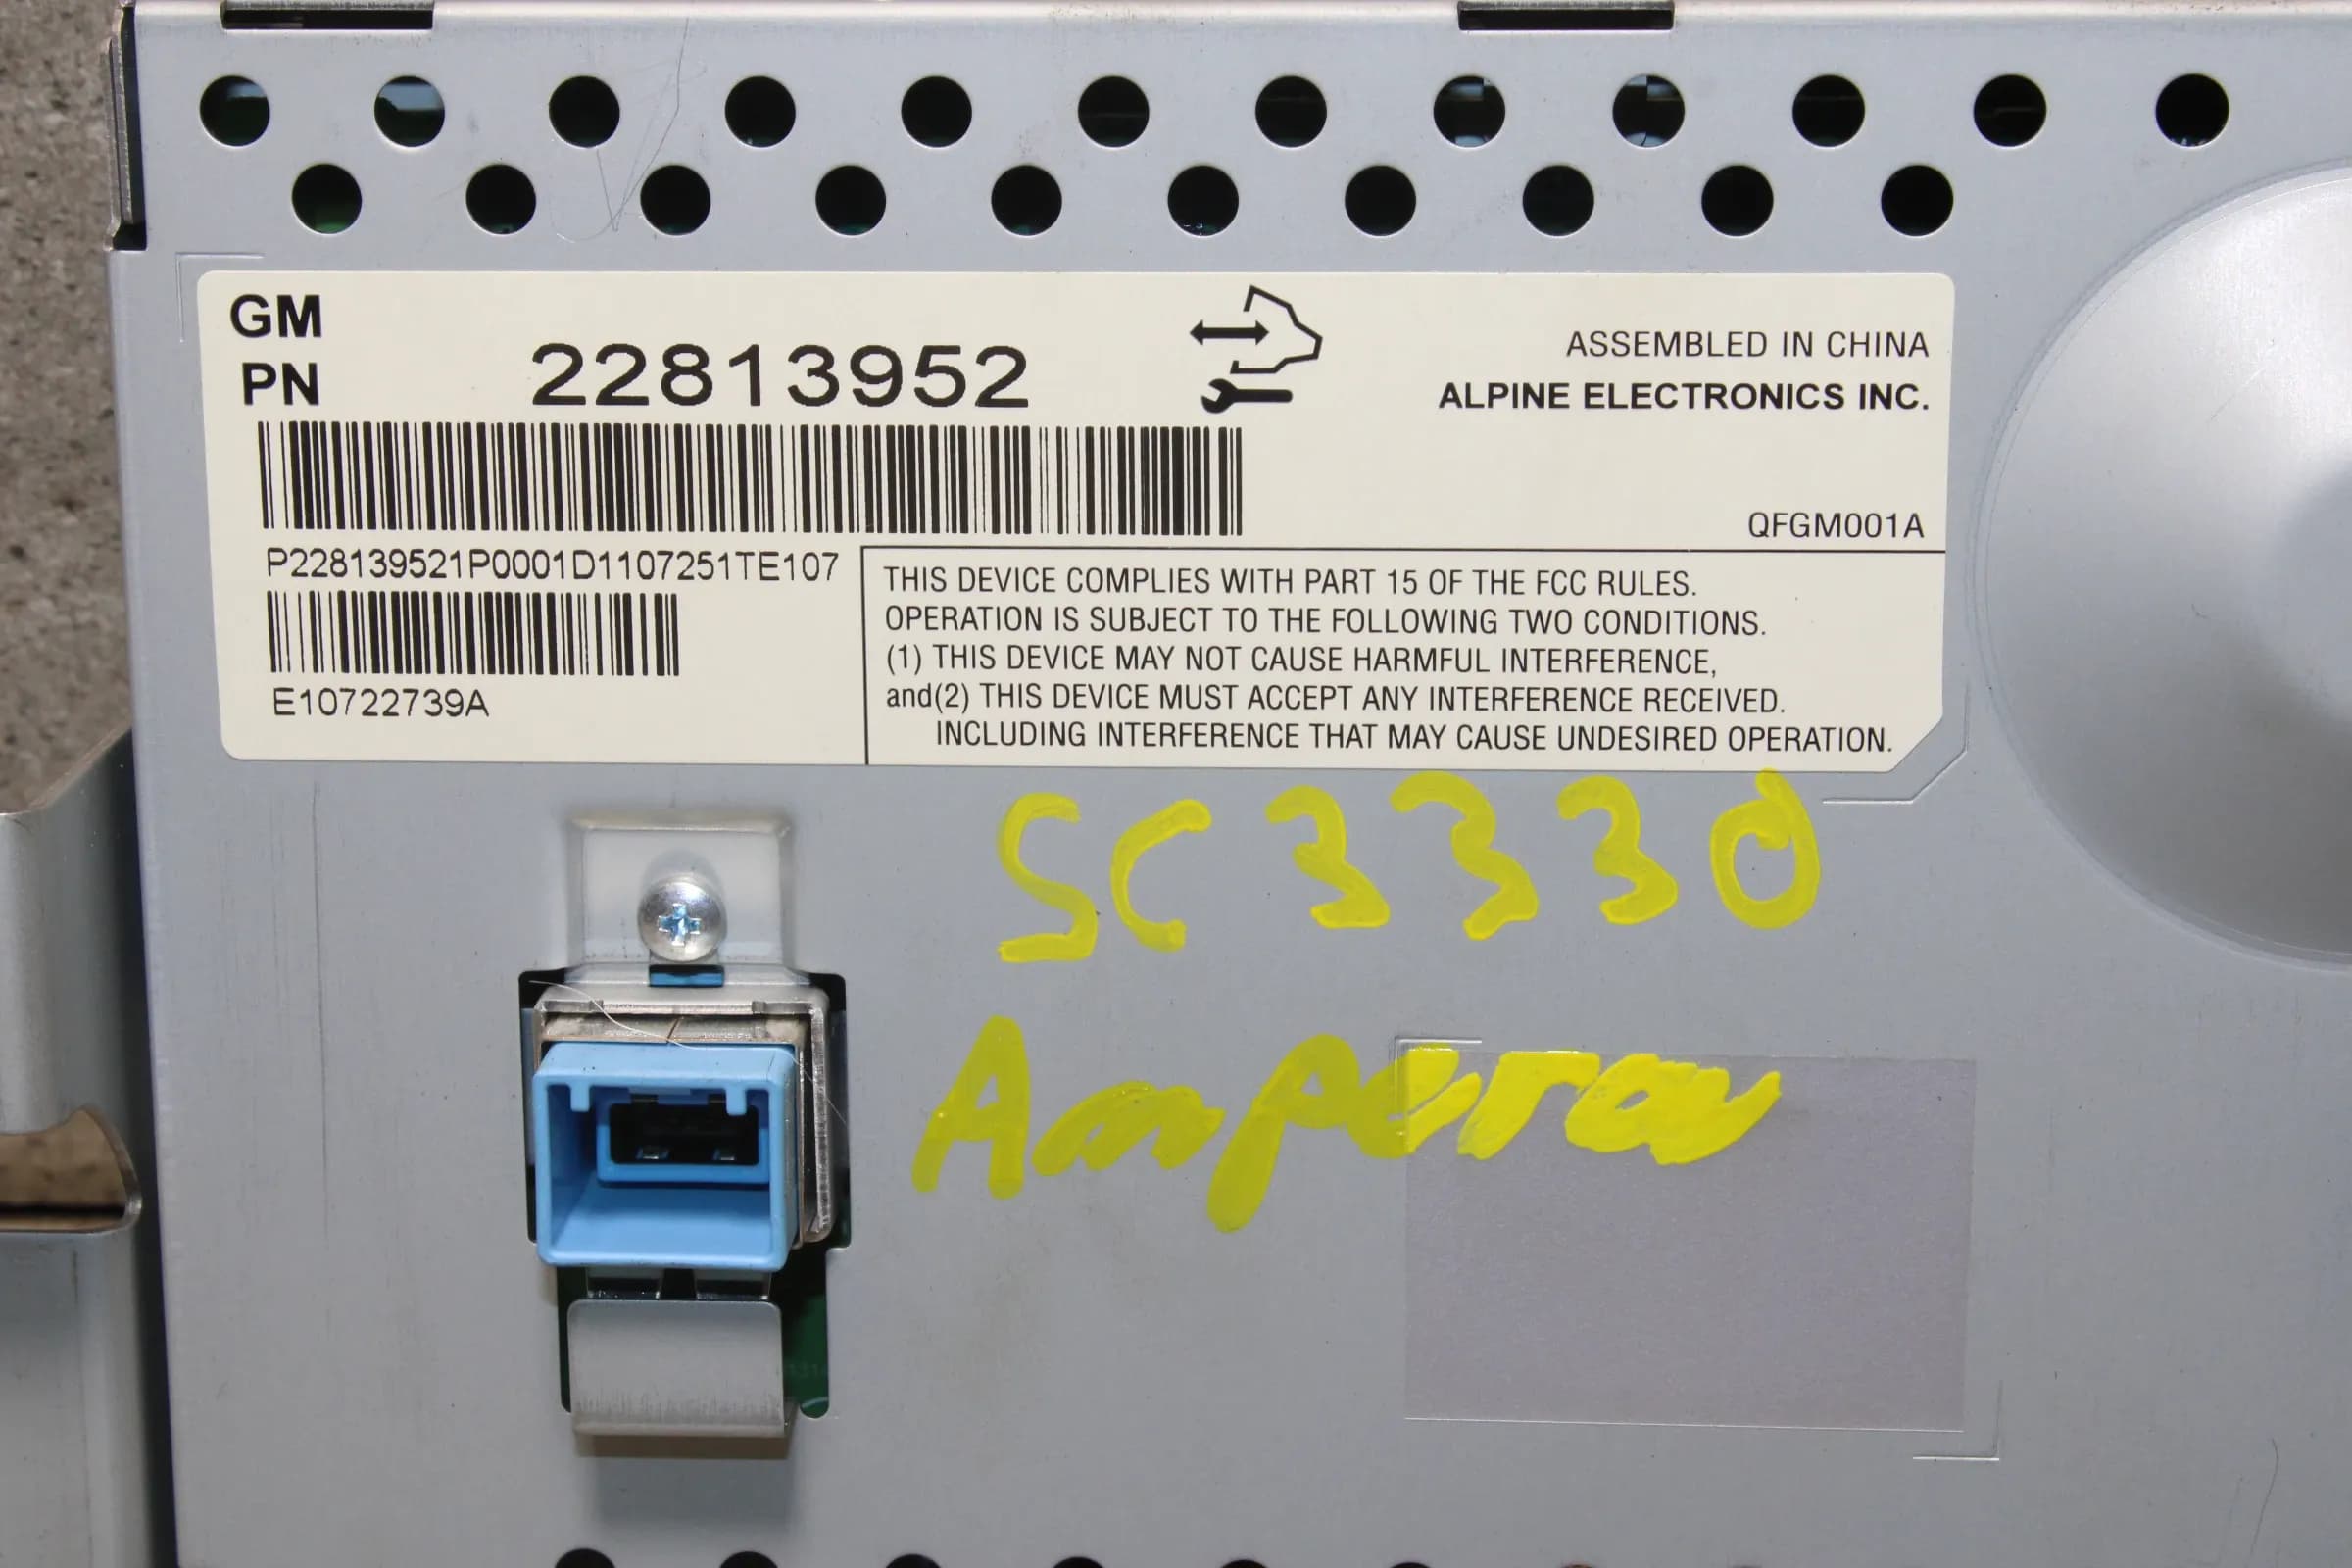 GM
PN 22813952
ASSEMBLED IN CHINA
ALPINE ELECTRONICS INC.
QFGM001A
P228139521P0001D1107251TE107
E10722739A
THIS DEVICE COMPLIES WITH PART 15 OF THE FCC RULES.
OPERATION IS SUBJECT TO THE FOLLOWING TWO CONDITIONS.
(1) THIS DEVICE MAY NOT CAUSE HARMFUL INTERFERENCE,
and(2) THIS DEVICE MUST ACCEPT ANY INTERFERENCE RECEIVED.
INCLUDING INTERFERENCE THAT MAY CAUSE UNDESIRED OPERATION.
SC3330
Ampera